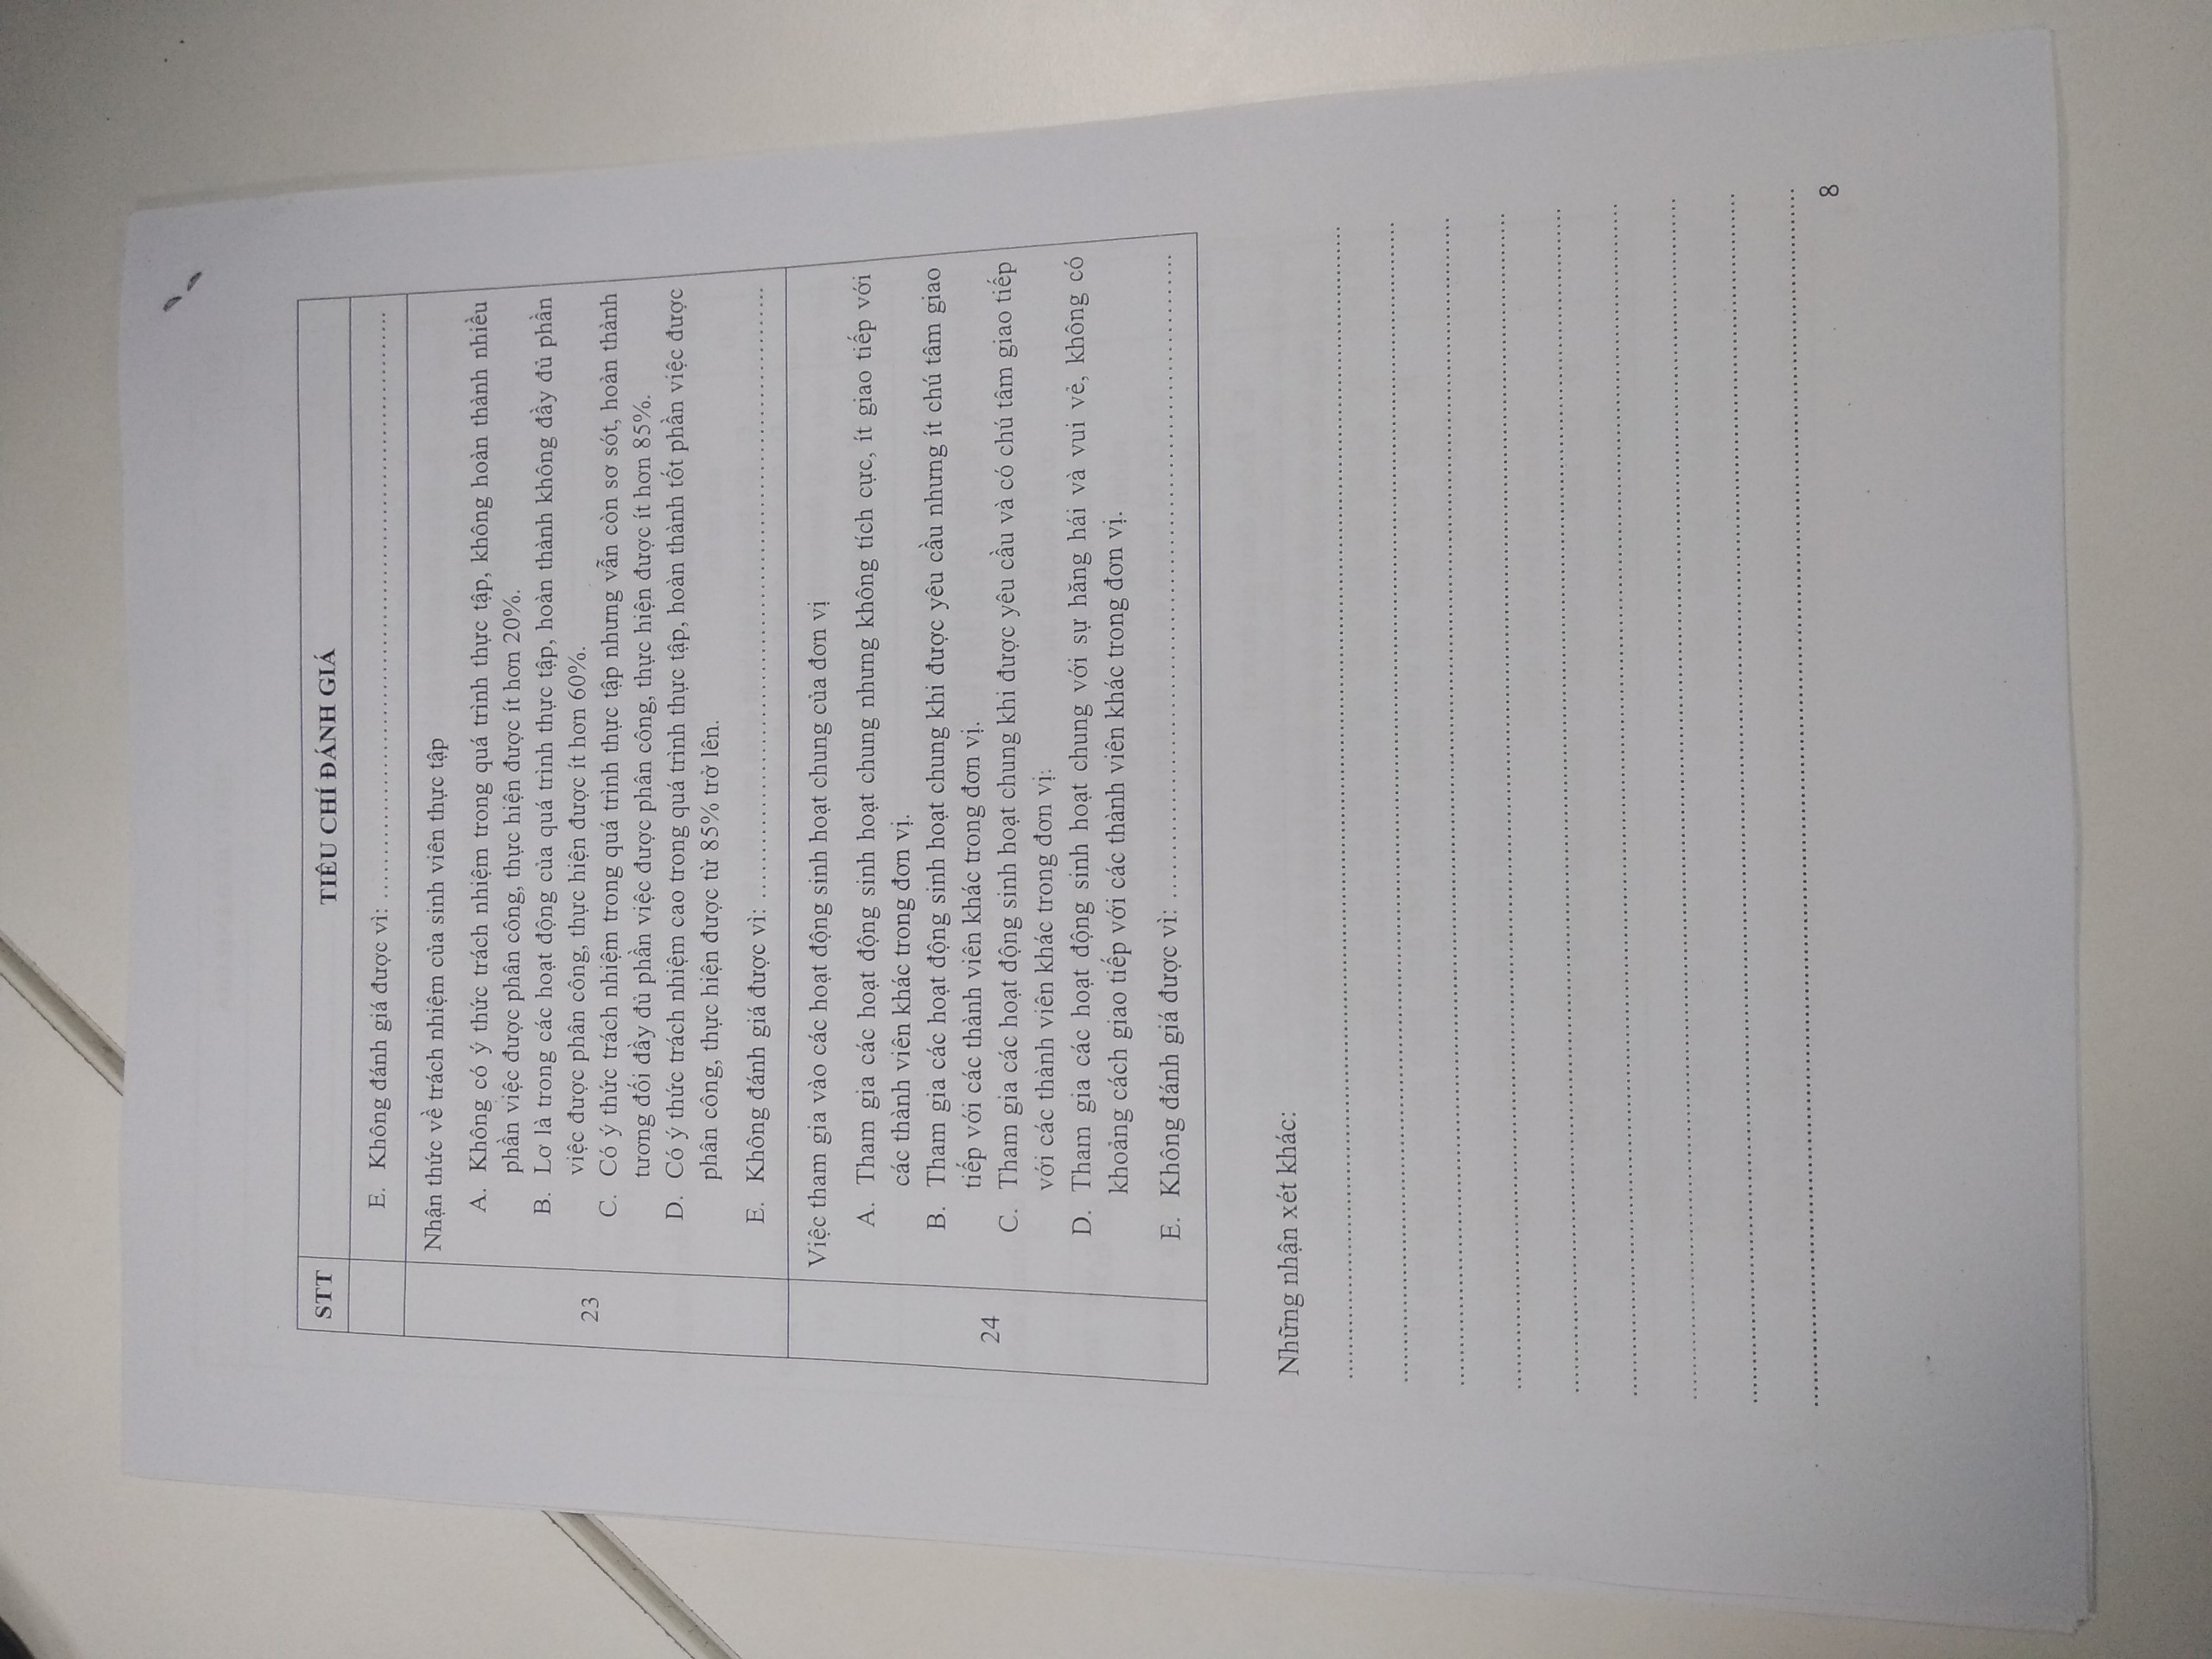 STT TIÊU CHÍ ĐÁNH GIÁ
E. Không đánh giá được vì: ..........
23
Nhận thức về trách nhiệm của sinh viên thực tập
A. Không có ý thức trách nhiệm trong quá trình thực tập, không hoàn thành nhiều
phần việc được phân công, thực hiện được ít hơn 20%.
B. Lơ là trong các hoạt động của quá trình thực tập, hoàn thành không đầy đủ phần
việc được phân công, thực hiện được ít hơn 60%.
C. Có ý thức trách nhiệm trong quá trình thực tập nhưng vẫn còn sơ sót, hoàn thành
tương đối đầy đủ phần việc được phân công, thực hiện được ít hơn 85%.
D. Có ý thức trách nhiệm cao trong quá trình thực tập, hoàn thành tốt phần việc được
phân công, thực hiện được từ 85% trở lên.
E. Không đánh giá được vì: ..........
24
Việc tham gia vào các hoạt động sinh hoạt chung của đơn vị
A. Tham gia các hoạt động sinh hoạt chung nhưng không tích cực, ít giao tiếp với
các thành viên khác trong đơn vị.
B. Tham gia các hoạt động sinh hoạt chung khi được yêu cầu nhưng ít chú tâm giao
tiếp với các thành viên khác trong đơn vị.
C. Tham gia các hoạt động sinh hoạt chung khi được yêu cầu và có chú tâm giao tiếp
với các thành viên khác trong đơn vị.
D. Tham gia các hoạt động sinh hoạt chung với sự hăng hái và vui vẻ, không có
khoảng cách giao tiếp với các thành viên khác trong đơn vị.
E. Không đánh giá được vì: ..........
Những nhận xét khác:
8